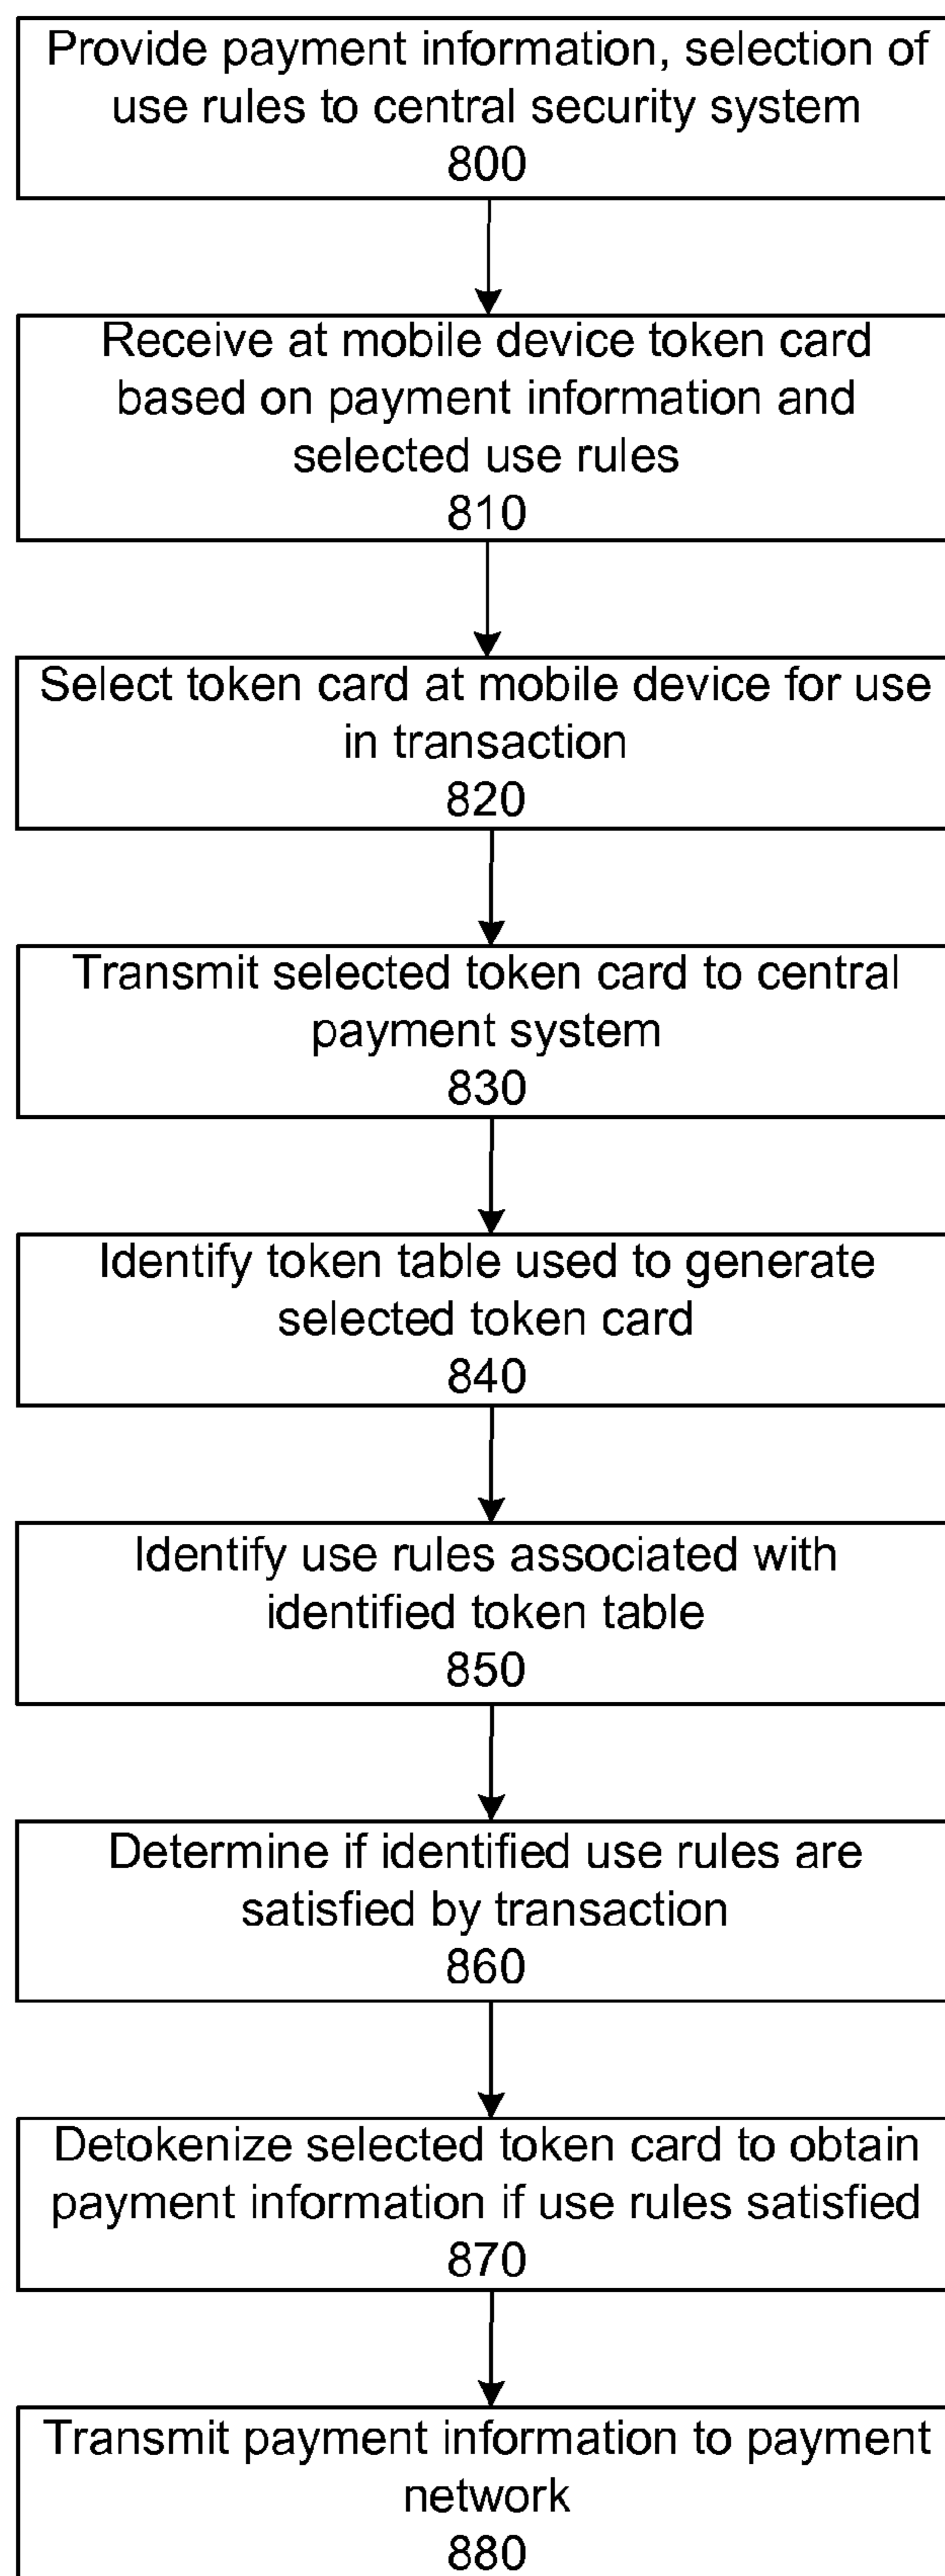 Provide payment information, selection of
use rules to central security system
800
Receive at mobile device token card
based on payment information and
selected use rules
810
Select token card at mobile device for use
in transaction
820
Transmit selected token card to central
payment system
830
Identify token table used to generate
selected token card
840
Identify use rules associated with
identified token table
850
Determine if identified use rules are
satisfied by transaction
860
Detokenize selected token card to obtain
payment information if use rules satisfied
870
Transmit payment information to payment
network
880